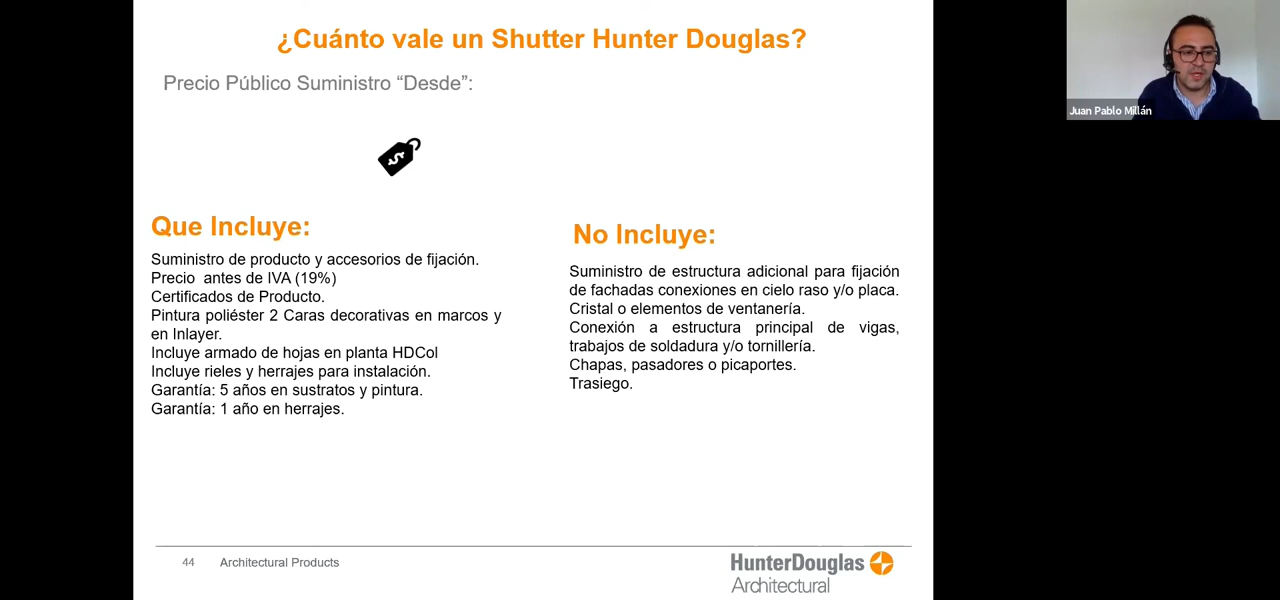 ¿Cuánto vale un Shutter Hunter Douglas?
Precio Público Suministro “Desde”:
$
Que Incluye:
Suministro de producto y accesorios de fijación.
Precio antes de IVA (19%)
Certificados de Producto.
Pintura poliéster 2 Caras decorativas en marcos y
en Inlayer.
Incluye armado de hojas en planta HDCol
Incluye rieles y herrajes para instalación.
Garantía: 5 años en sustratos y pintura.
Garantía: 1 año en herrajes.
No Incluye:
Suministro de estructura adicional para fijación
de fachadas conexiones en cielo raso y/o placa.
Cristal o elementos de ventanería.
Conexión a estructura principal de vigas,
trabajos de soldadura y/o tornillería.
Chapas, pasadores o picaportes.
Trasiego.
44 Architectural Products
HunterDouglas
Architectural
Juan Pablo Millán